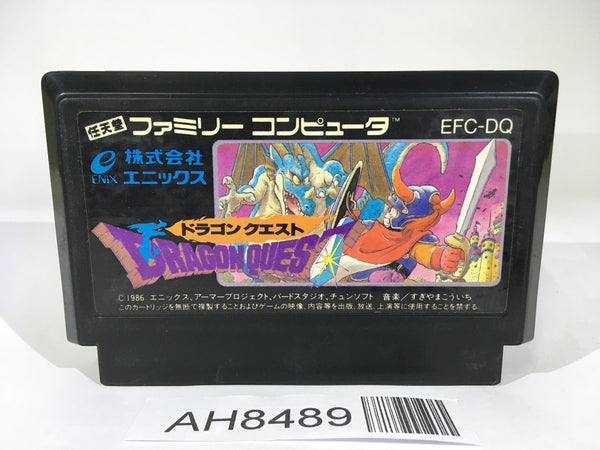 任天堂 ファミリー コンピュータ™ EFC-DQ
株式会社
ENIX エニックス
ドラゴンクエスト
DRAGON QUEST
C1986 エニックス、アーマープロジェクト、バードスタジオ、チュンソフト 音楽/すぎやまこういち
このカートリッジを無断で複製することおよびゲームの映像、内容等を出版、放送、上演等に使用することを禁ずる。
AH8489